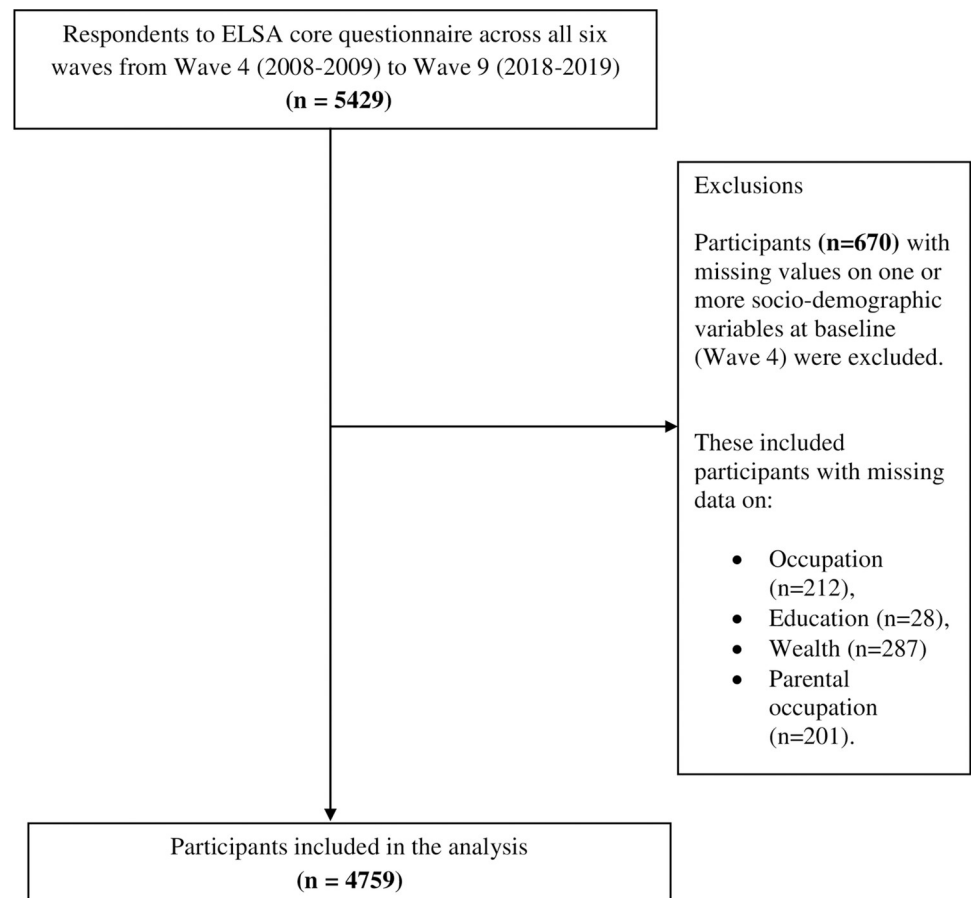 Respondents to ELSA core questionnaire across all six
waves from Wave 4 (2008-2009) to Wave 9 (2018-2019)
(n = 5429)
Exclusions
Participants (n=670) with
missing values on one or
more socio-demographic
variables at baseline
(Wave 4) were excluded.
These included
participants with missing
data on:
• Occupation
(n=212),
• Education (n=28),
• Wealth (n=287)
• Parental
occupation
(n=201).
Participants included in the analysis
(n = 4759)